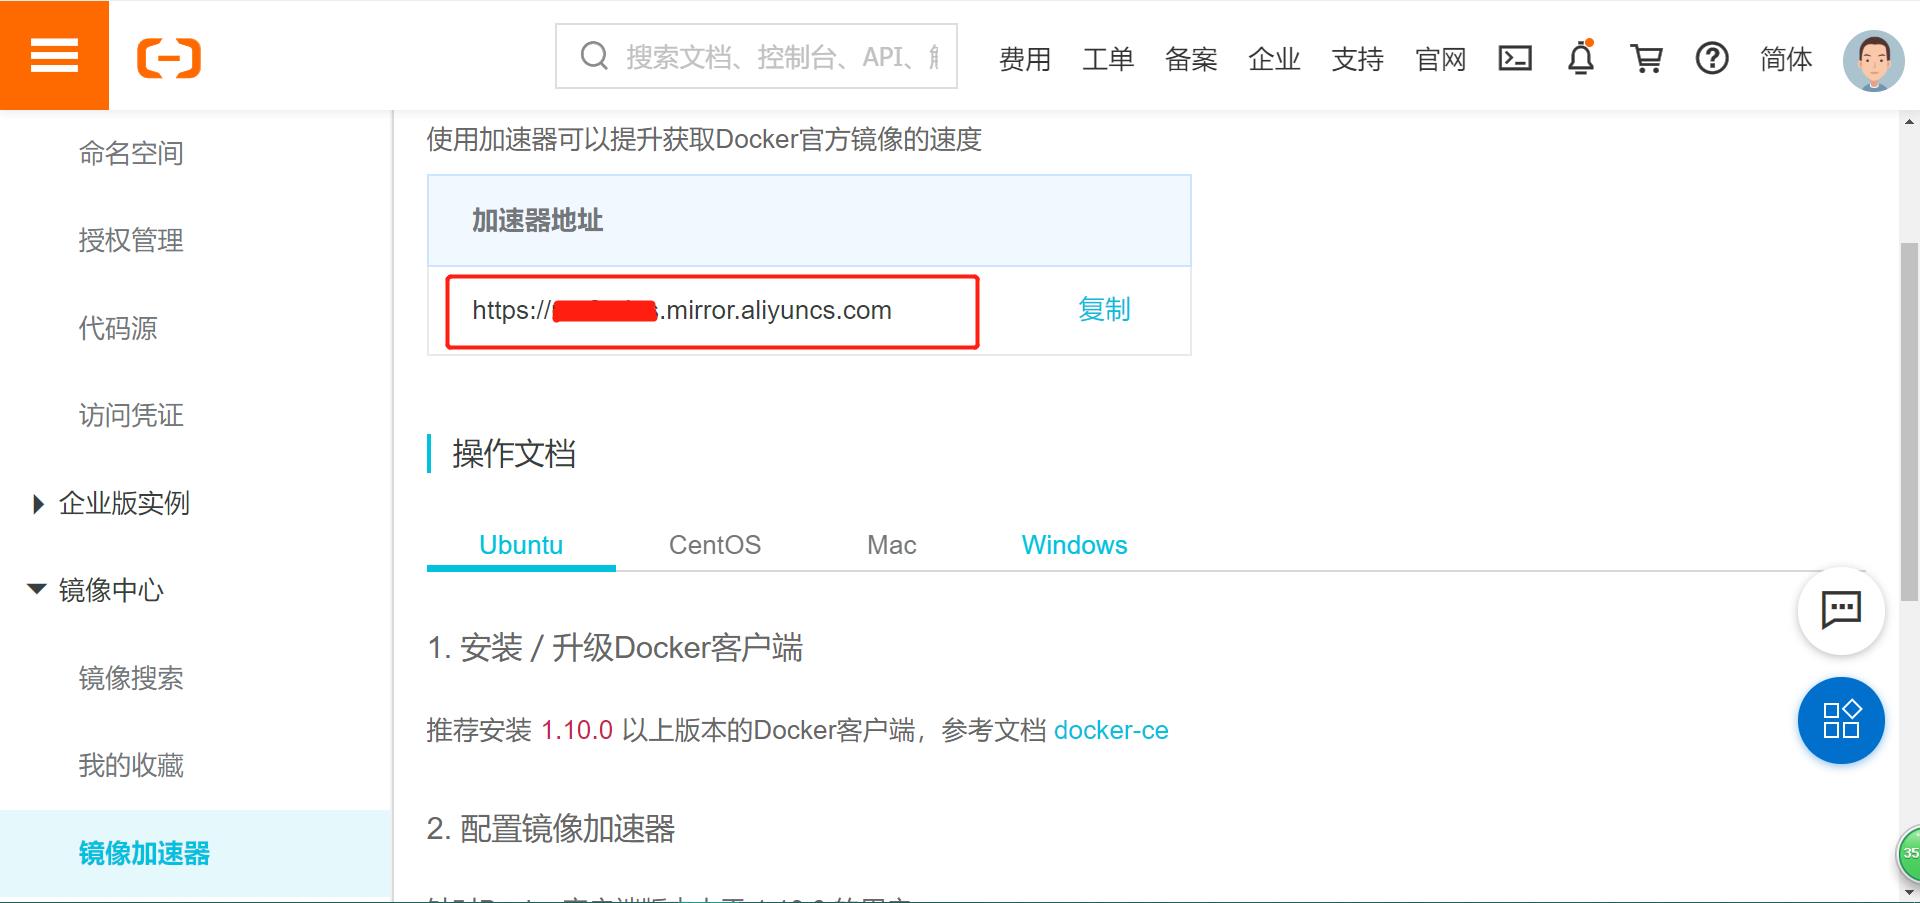 搜索文档、控制台、API、
费用 工单 备案 企业 支持 官网 简体
命名空间
授权管理
代码源
访问凭证
企业版实例
镜像中心
镜像搜索
我的收藏
镜像加速器
使用加速器可以提升获取Docker官方镜像的速度
加速器地址
https:// .mirror.aliyuncs.com 复制
操作文档
Ubuntu CentOS Mac Windows
1. 安装 / 升级Docker客户端
推荐安装 1.10.0 以上版本的Docker客户端，参考文档 docker-ce
2. 配置镜像加速器
35